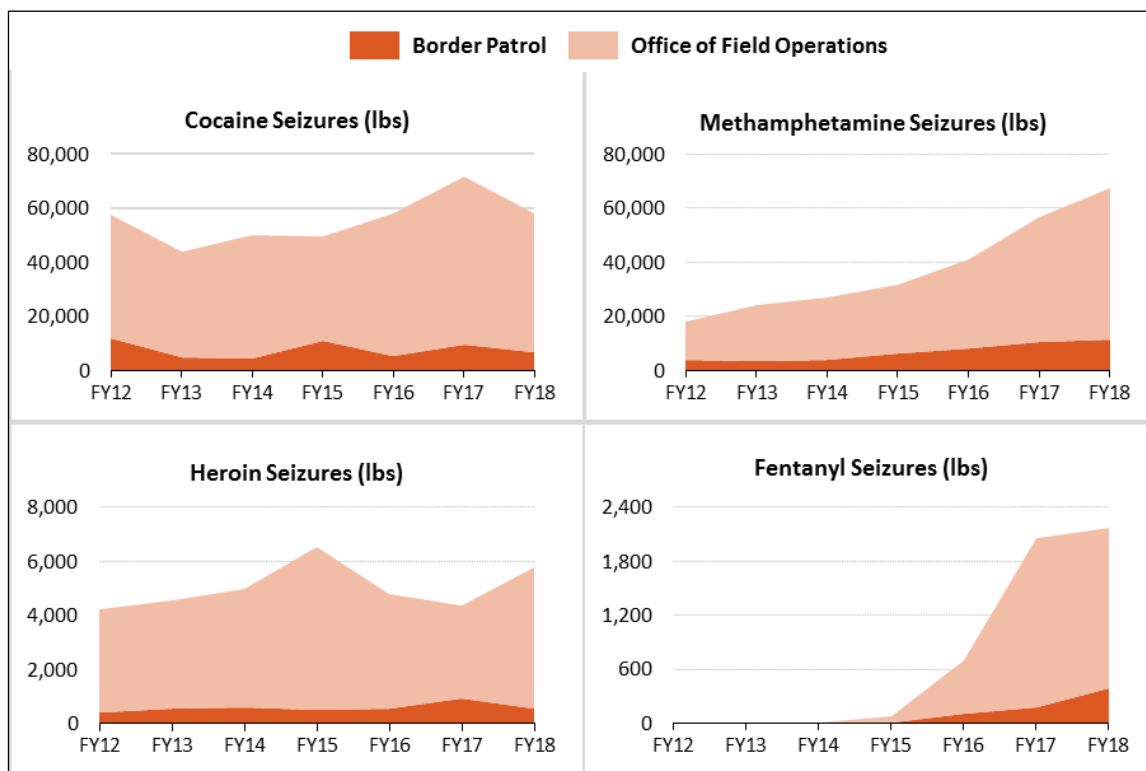 Border Patrol Office of Field Operations
Cocaine Seizures (lbs)
80,000
60,000
40,000
20,000
0
FY12 FY13 FY14 FY15 FY16 FY17 FY18
Methamphetamine Seizures (lbs)
80,000
60,000
40,000
20,000
0
FY12 FY13 FY14 FY15 FY16 FY17 FY18
Heroin Seizures (lbs)
8,000
6,000
4,000
2,000
0
FY12 FY13 FY14 FY15 FY16 FY17 FY18
Fentanyl Seizures (lbs)
2,400
1,800
1,200
600
0
FY12 FY13 FY14 FY15 FY16 FY17 FY18